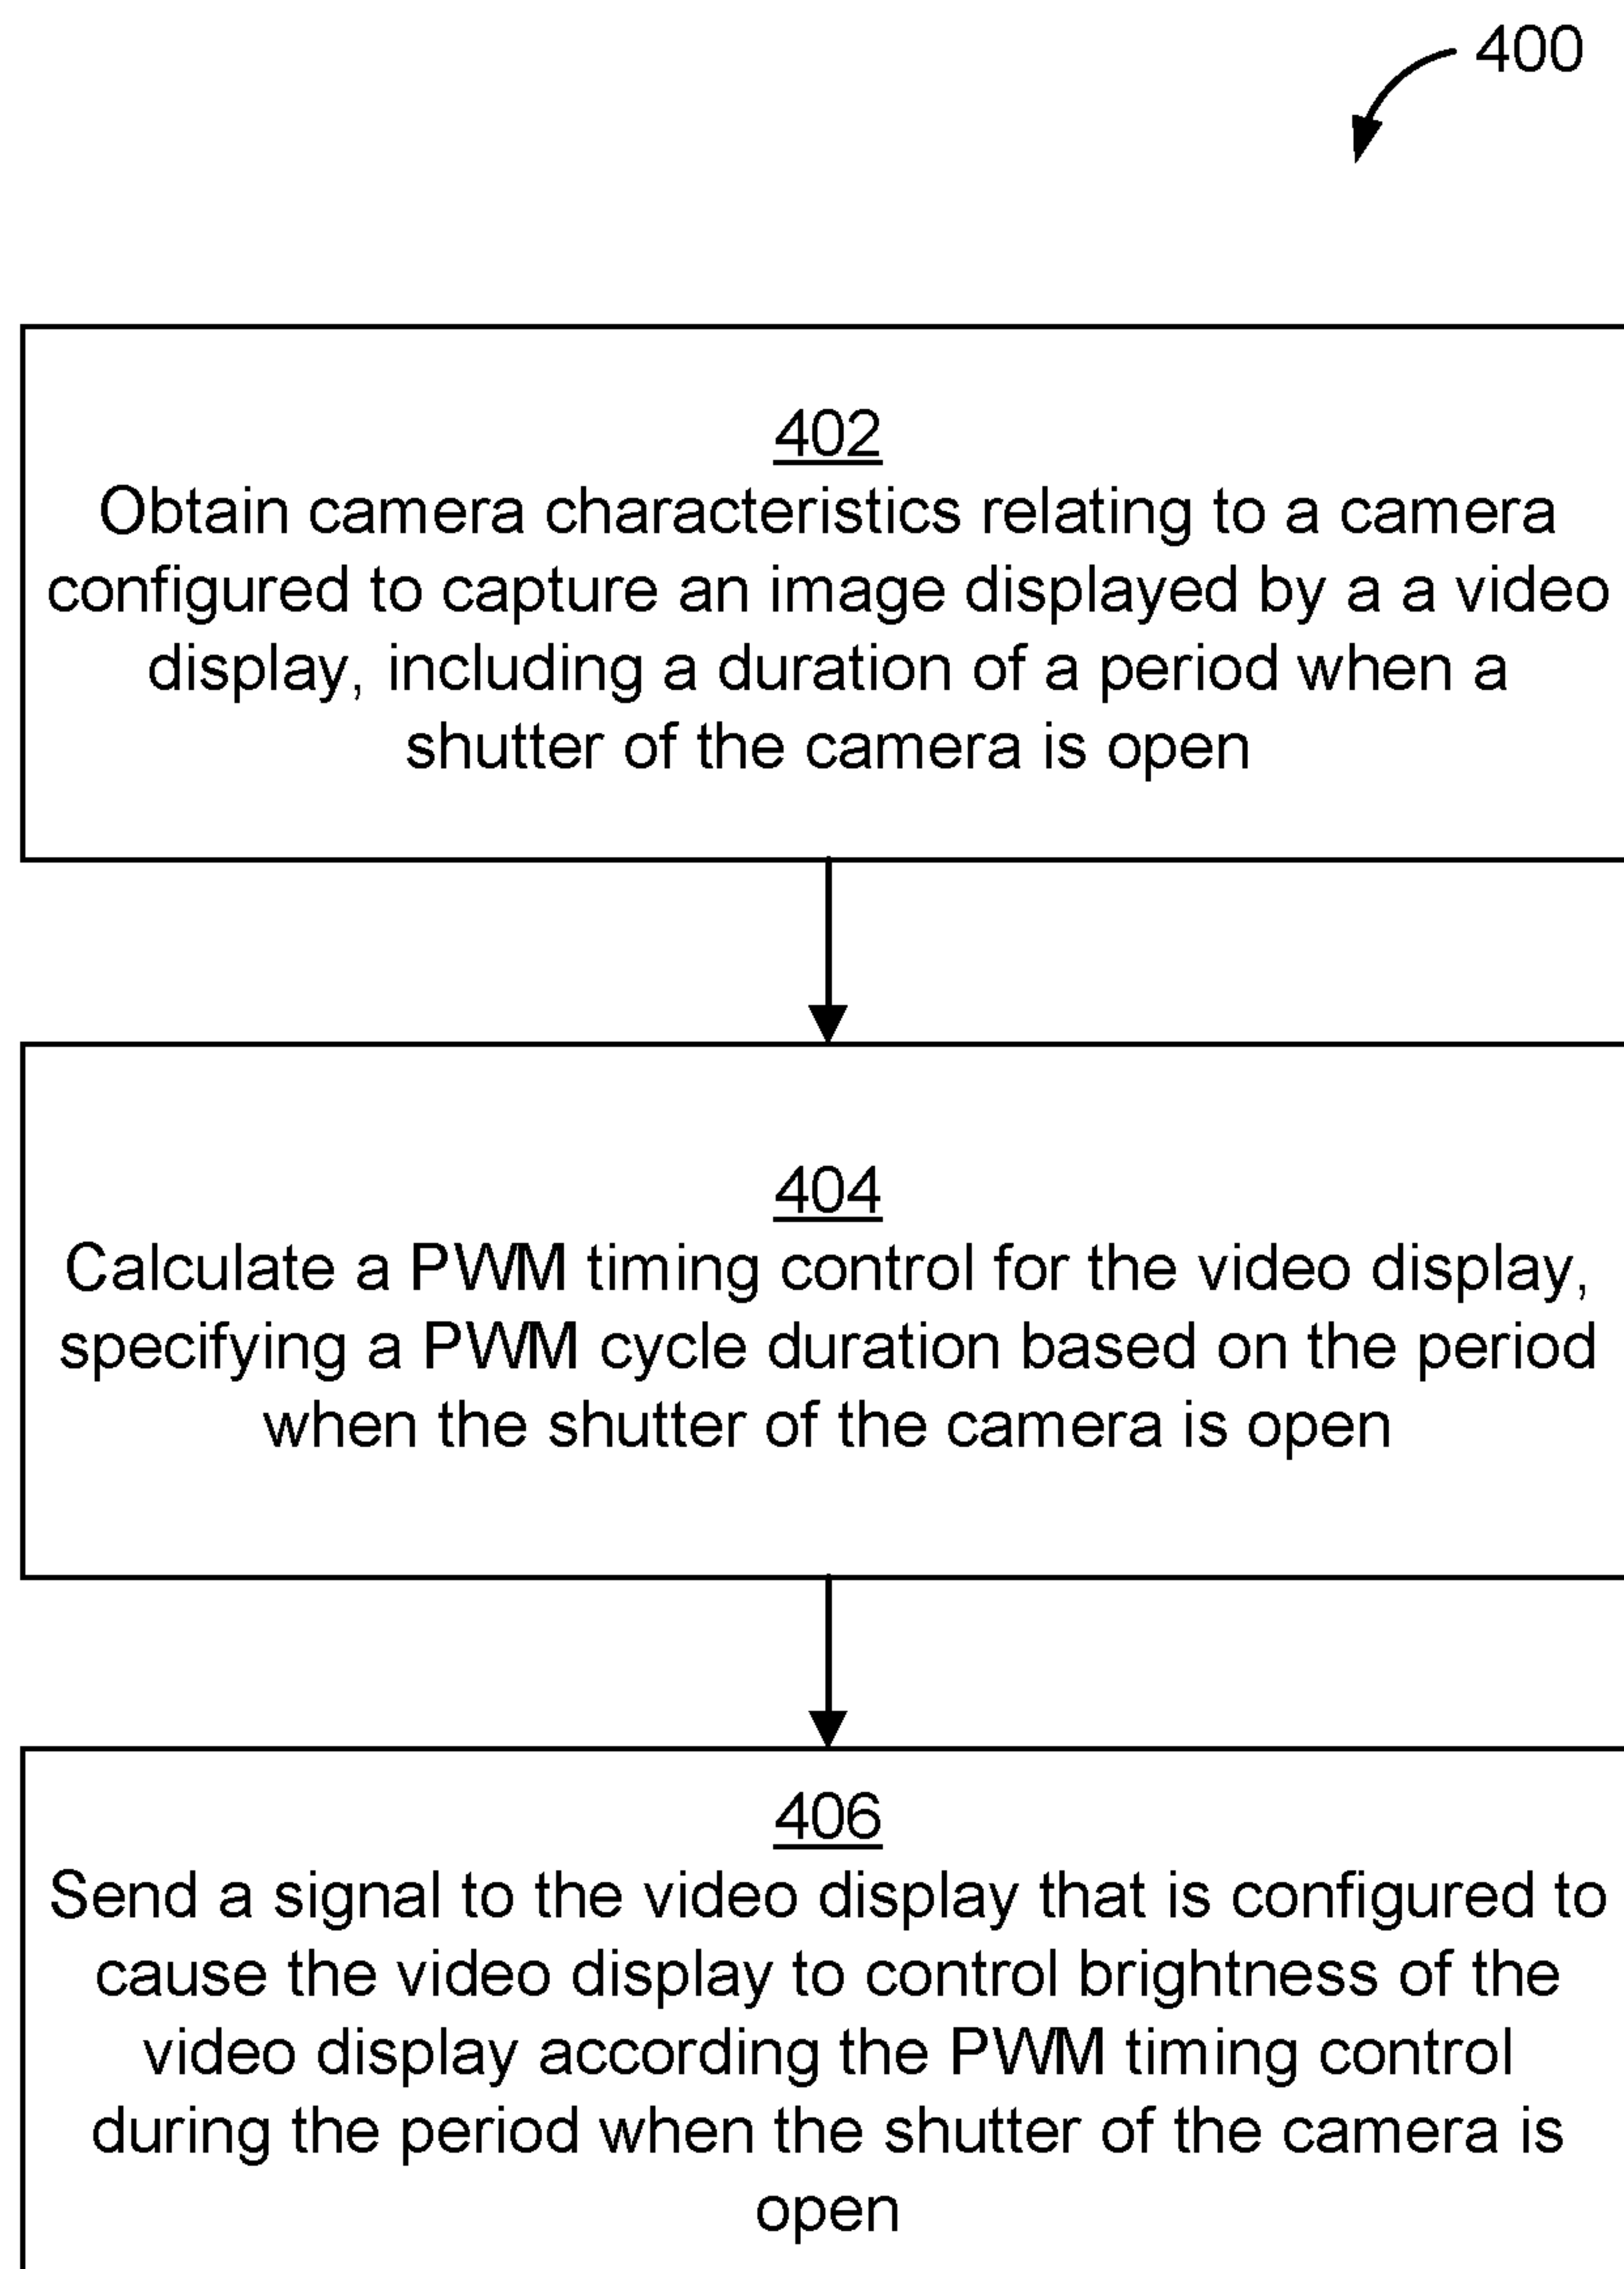 400
402
Obtain camera characteristics relating to a camera
configured to capture an image displayed by a a video
display, including a duration of a period when a
shutter of the camera is open
404
Calculate a PWM timing control for the video display,
specifying a PWM cycle duration based on the period
when the shutter of the camera is open
406
Send a signal to the video display that is configured to
cause the video display to control brightness of the
video display according the PWM timing control
during the period when the shutter of the camera is
open